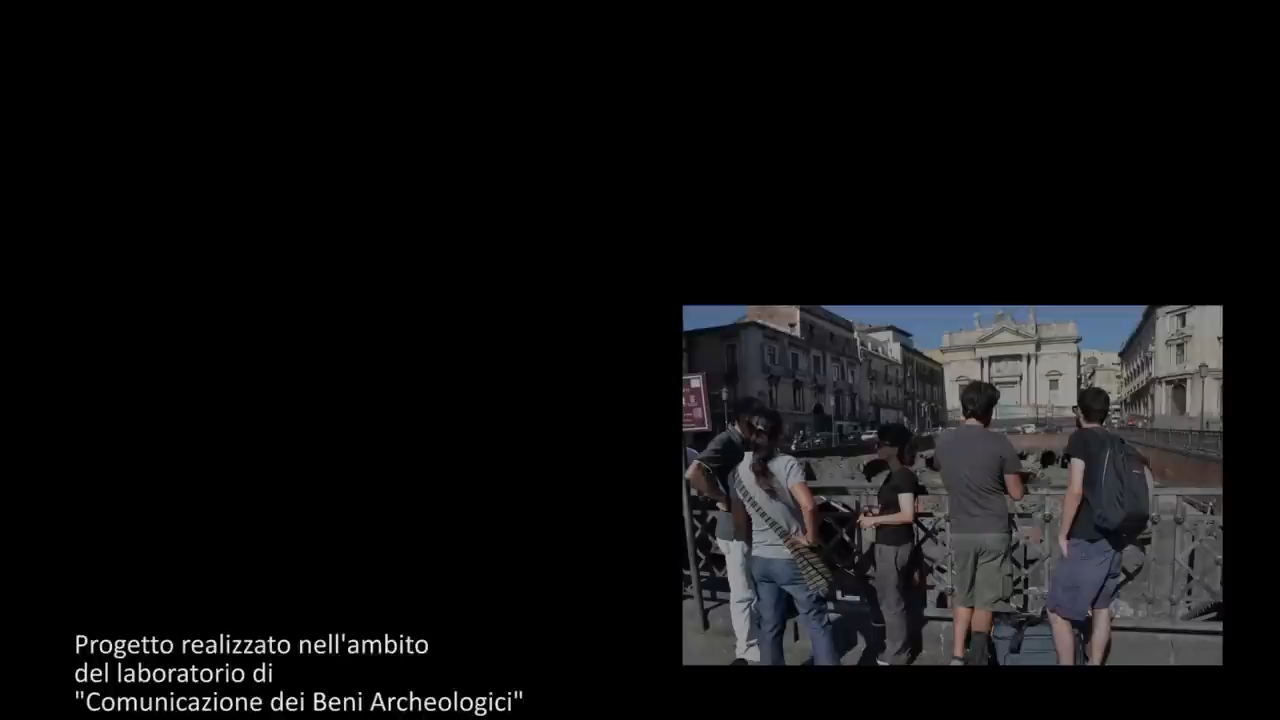 Progetto realizzato nell'ambito
del laboratorio di
"Comunicazione dei Beni Archeologici"